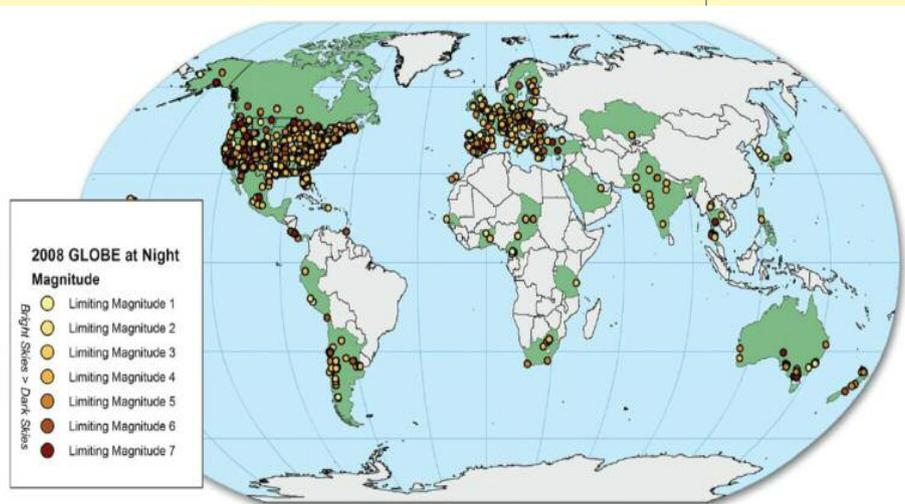 2008 GLOBE at Night
Magnitude
Bright Skies > Dark Skies
Limiting Magnitude 1
Limiting Magnitude 2
Limiting Magnitude 3
Limiting Magnitude 4
Limiting Magnitude 5
Limiting Magnitude 6
Limiting Magnitude 7